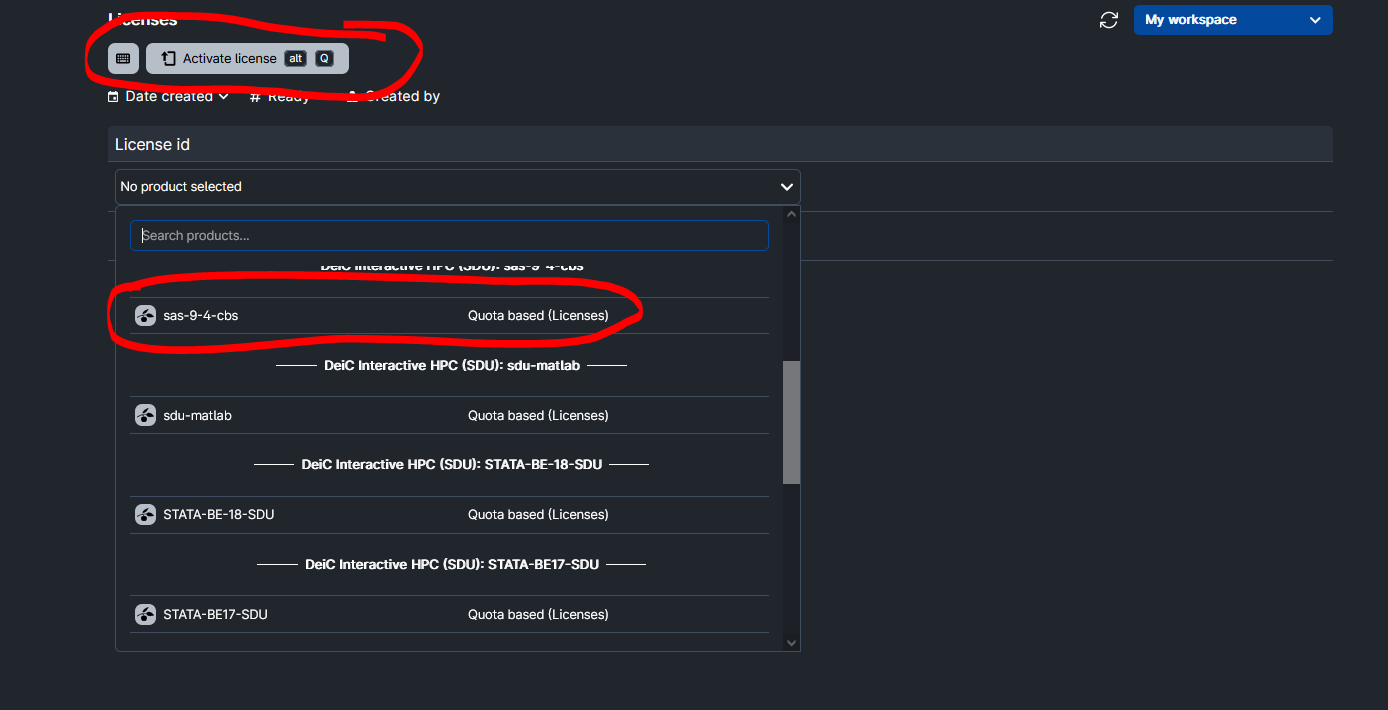 Licenses
My workspace
Activate license alt Q
Date created # Ready Created by
License id
No product selected
Search products...
DeiC Interactive HPC (SDU): sas-9-4-cbs
sas-9-4-cbs Quota based (Licenses)
DeiC Interactive HPC (SDU): sdu-matlab
sdu-matlab Quota based (Licenses)
DeiC Interactive HPC (SDU): STATA-BE-18-SDU
STATA-BE-18-SDU Quota based (Licenses)
DeiC Interactive HPC (SDU): STATA-BE17-SDU
STATA-BE17-SDU Quota based (Licenses)